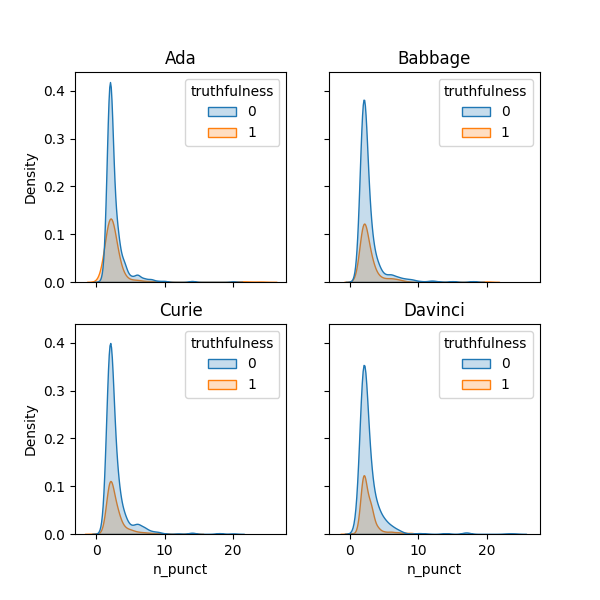 Ada
Babbage
truthfulness
0
1
truthfulness
0
1
Density
0.4
0.3
0.2
0.1
0.0
Curie
Davinci
truthfulness
0
1
truthfulness
0
1
Density
0.4
0.3
0.2
0.1
0.0
0 10 20
0 10 20
n_punct
n_punct